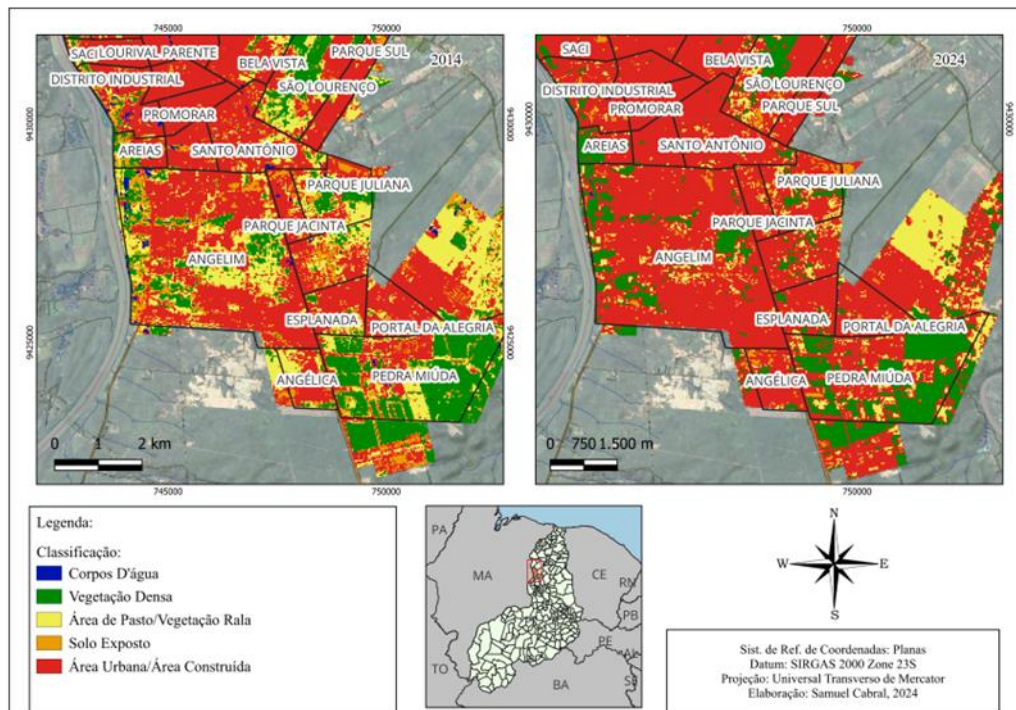 745000
750000
750000
SACI
LOURIVAL PARENTE
PARQUE SUL
BELA VISTA
2014
DISTRITO INDUSTRIAL
SÃO LOURENÇO
PROMORAR
AREIAS
SANTO ANTÔNIO
PARQUE JULIANA
PARQUE JACINTA
ANGELIM
ESPLANADA
PORTAL DA ALEGRIA
ANGÉLICA
PEDRA MIÚDA
9430000
9425000
0 1 2 km
745000
750000
9430000
9425000
SACI
2024
BELA VISTA
DISTRITO INDUSTRIAL
SÃO LOURENÇO
PROMORAR
PARQUE SUL
AREIAS
SANTO ANTÔNIO
PARQUE JULIANA
PARQUE JACINTA
ANGELIM
ESPLANADA
PORTAL DA ALEGRIA
ANGÉLICA
PEDRA MIÚDA
9430000
9425000
0 750 1.500 m
750000
9430000
9425000
Legenda:
Classificação:
Corpos D'água
Vegetação Densa
Área de Pasto/Vegetação Rala
Solo Exposto
Área Urbana/Área Construída
PA
MA
CE
RN
PB
PE
AL
TO
BA
SE
N
W
E
S
Sist. de Ref. de Coordenadas: Planas
Datum: SIRGAS 2000 Zone 23S
Projeção: Universal Transverso de Mercator
Elaboração: Samuel Cabral, 2024